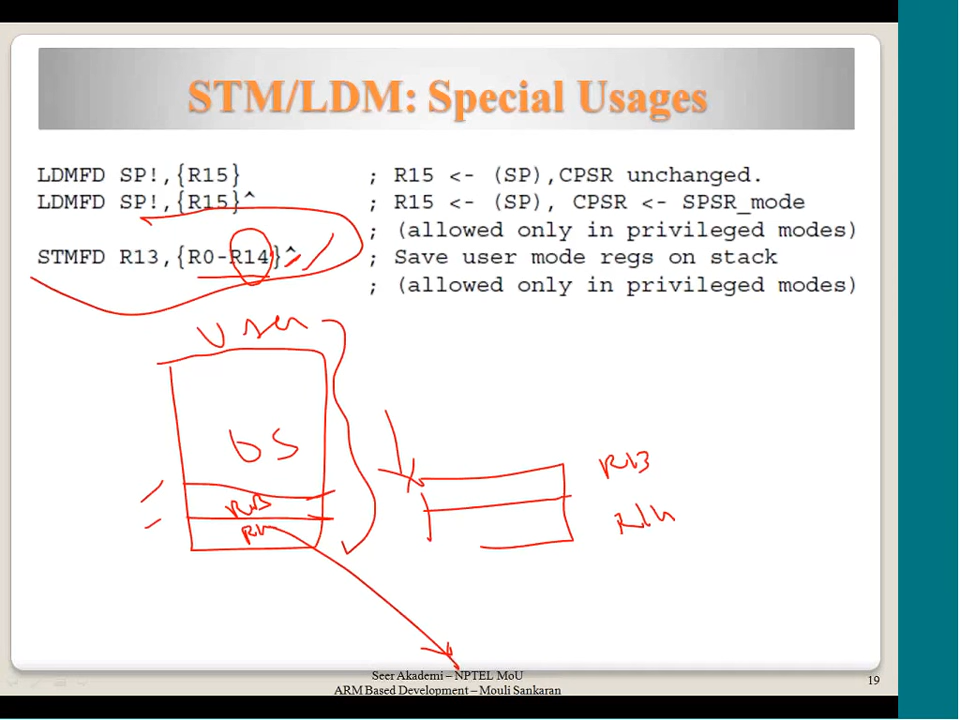 STM/LDM: Special Usages
LDMFD SP!,{R15} ; R15 <- (SP),CPSR unchanged.
LDMFD SP!,{R15}^ ; R15 <- (SP), CPSR <- SPSR_mode
; (allowed only in privileged modes)
STMFD R13,{R0-R14}^ ; Save user mode regs on stack
; (allowed only in privileged modes)
User
R13
R13
R14
Seer Akademi – NPTEL MoU
ARM Based Development – Mouli Sankaran
19